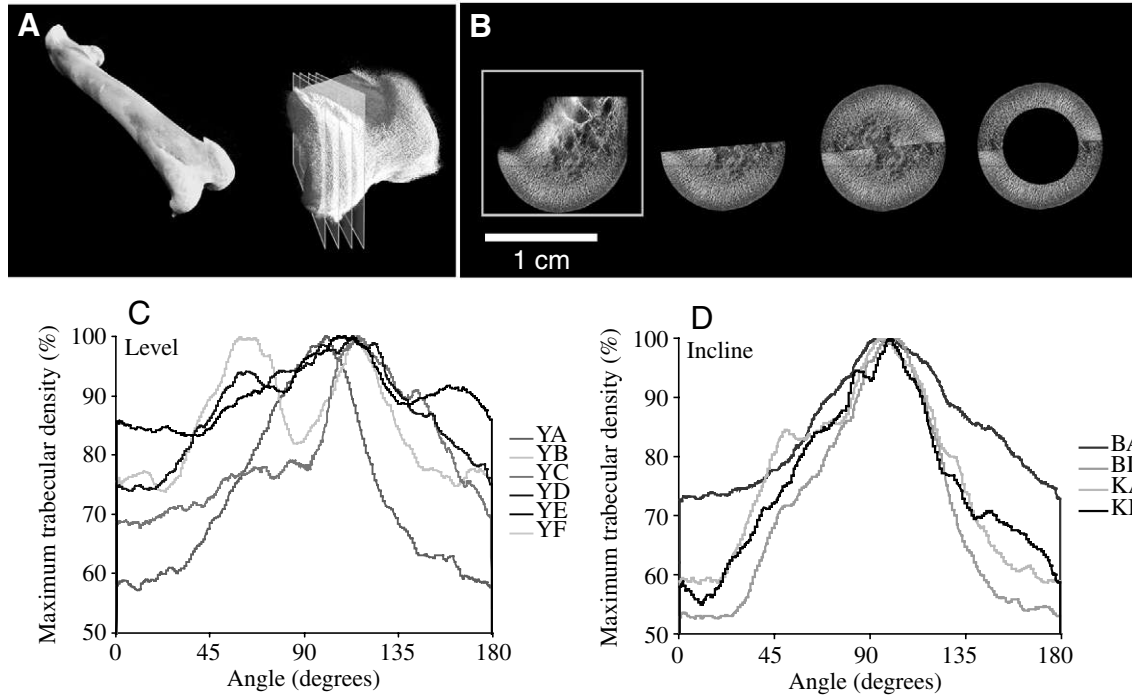 A
B
1 cm
C
Level
Maximum trabecular density (%)
100
90
80
70
60
50
0
45
90
135
180
Angle (degrees)
YA
YB
YC
YD
YE
YF
D
Incline
Maximum trabecular density (%)
100
90
80
70
60
50
0
45
90
135
180
Angle (degrees)